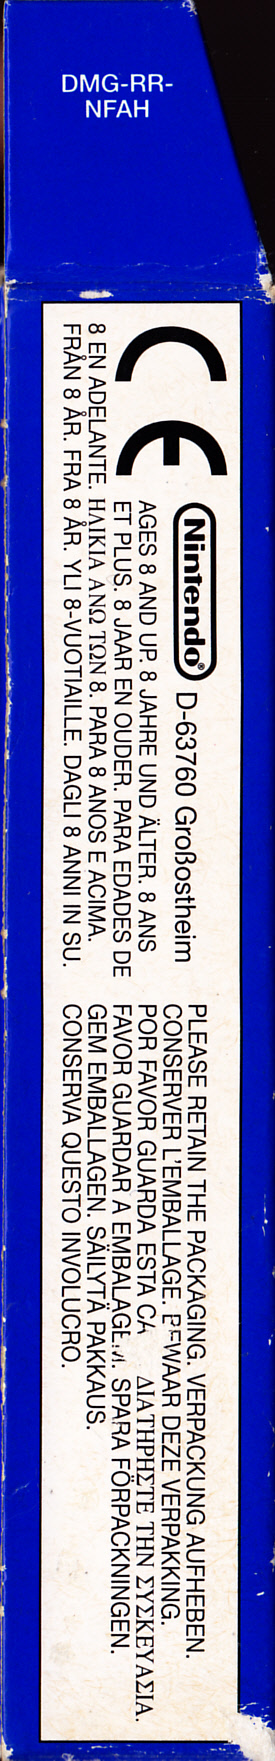 DMG-RR-
NFAH
CE
Nintendo® D-63760 Großostheim
AGES 8 AND UP. 8 JAHRE UND ÄLTER. 8 ANS
ET PLUS. 8 JAAR EN OUDER. PARA EDADES DE
8 EN ADELANTE. ΗΛΙΚΙΑ ΑΝΩ ΤΩΝ 8. PARA 8 ANOS E ACIMA.
FRÅN 8 ÅR. FRA 8 ÅR. YLI 8-VUOTIAILLE. DAGLI 8 ANNI IN SU.
PLEASE RETAIN THE PACKAGING. VERPACKUNG AUFHEBEN.
CONSERVER L'EMBALLAGE. BEWAAR DEZE VERPAKKING.
POR FAVOR GUARDA ESTA ΔΙΑΤΗΡΗΣΤΕ ΤΗΝ ΣΥΣΚΕΥΑΣΙΑ.
FAVOR GUARDAR A EMBALAGEM. SPARA FÖRPACKNINGEN.
GEM EMBALLAGEN. SÄILYTÄ PAKKAUS.
CONSERVA QUESTO INVOLUCRO.